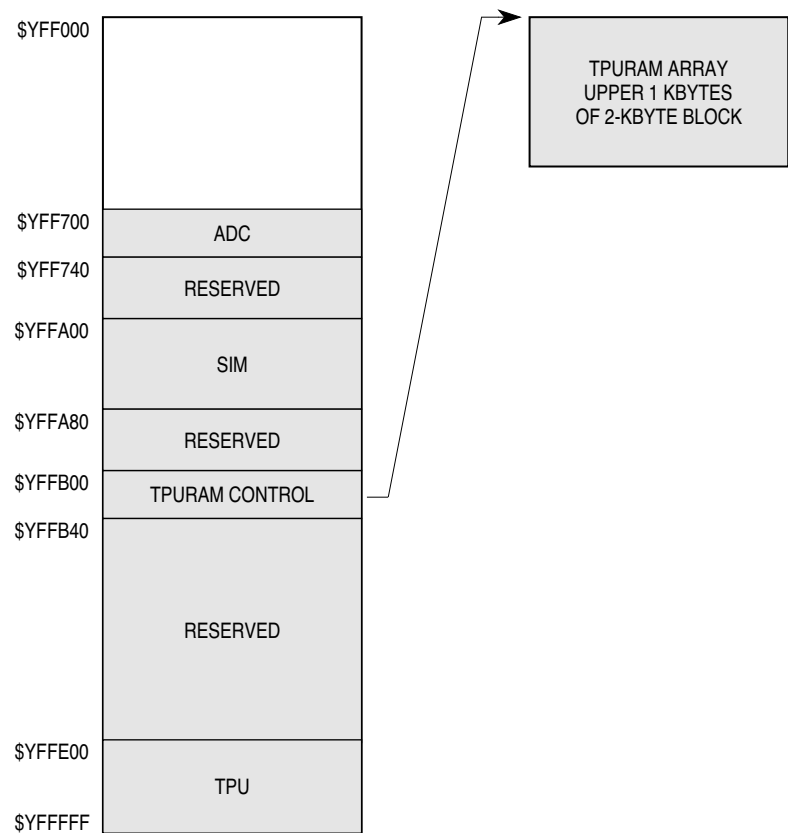 $YFF000
$YFF700
ADC
$YFF740
RESERVED
$YFFA00
SIM
$YFFA80
RESERVED
$YFFB00
TPURAM CONTROL
$YFFB40
RESERVED
$YFFE00
TPU
$YFFFFF
TPURAM ARRAY
UPPER 1 KBYTES
OF 2-KBYTE BLOCK